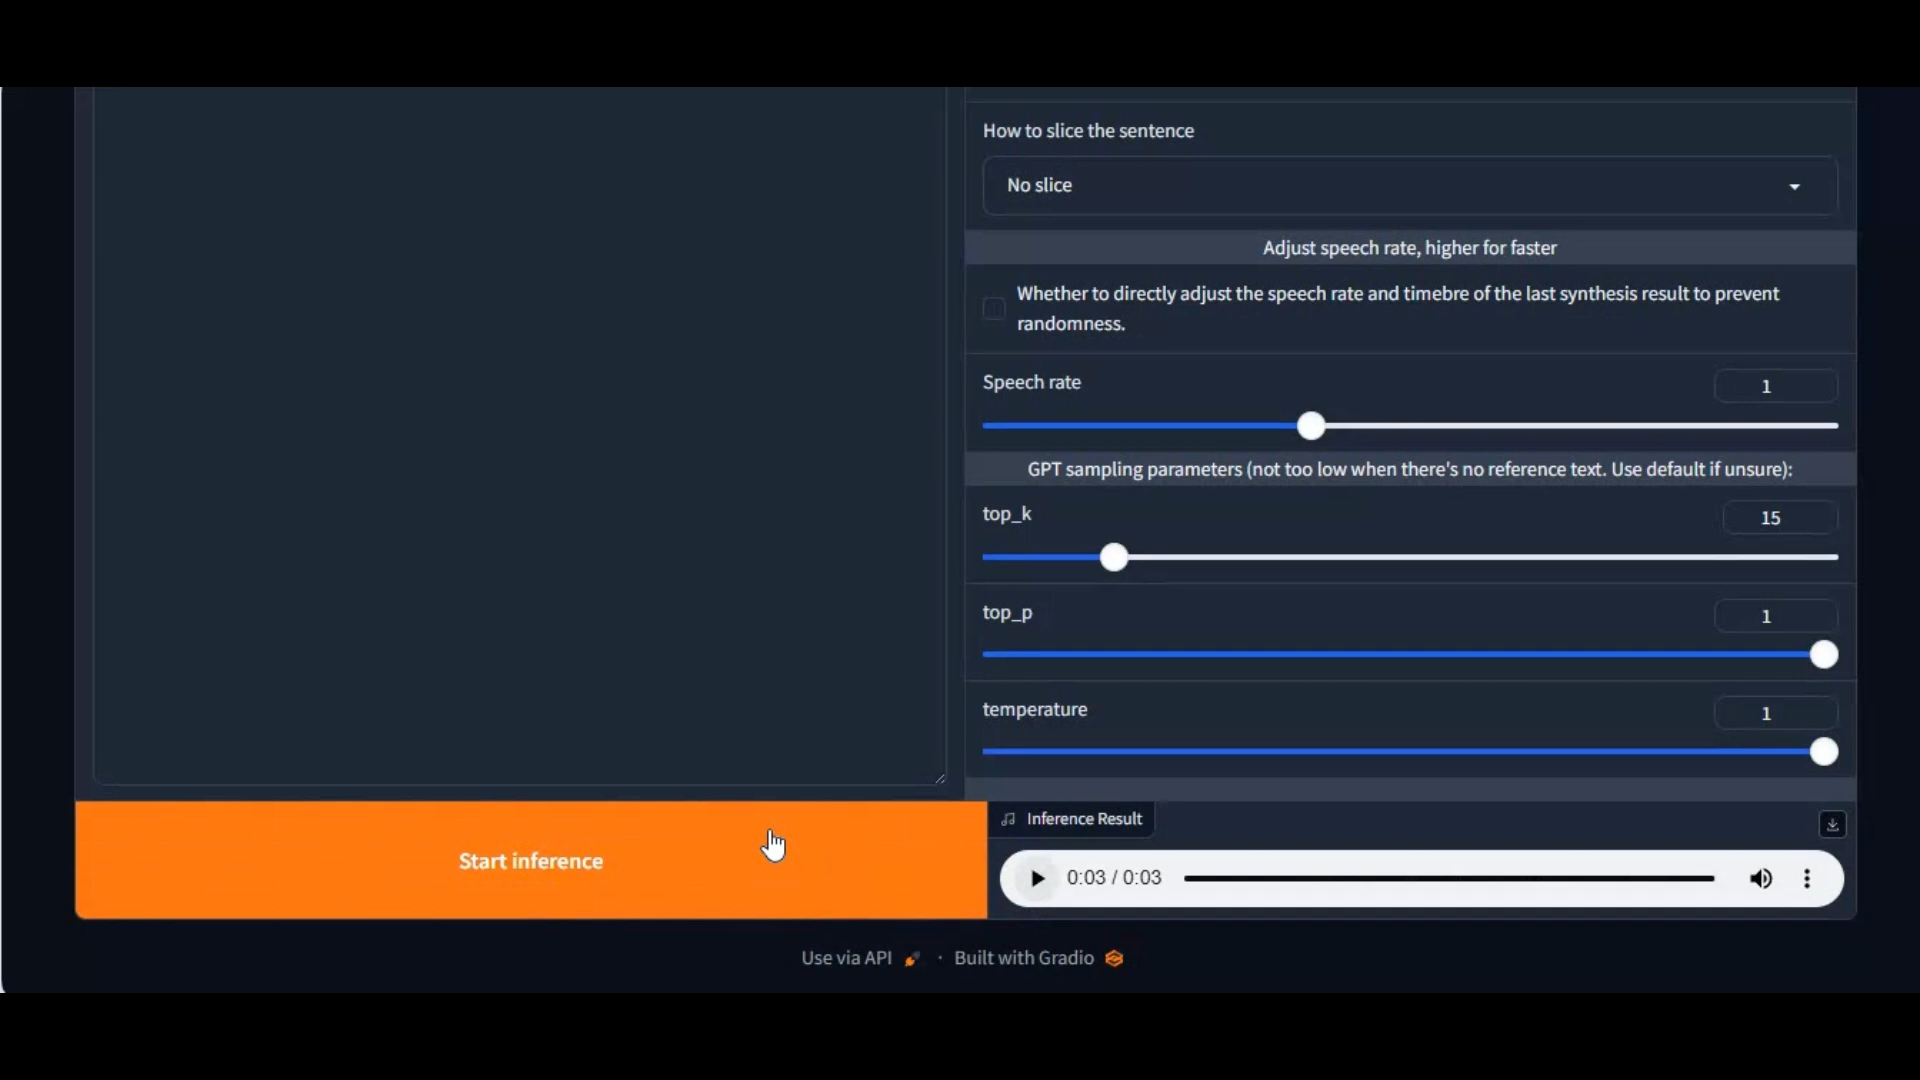 How to slice the sentence
No slice
Adjust speech rate, higher for faster
Whether to directly adjust the speech rate and timebre of the last synthesis result to prevent
randomness.
Speech rate
1
GPT sampling parameters (not too low when there's no reference text. Use default if unsure):
top_k
15
top_p
1
temperature
1
Start inference
Inference Result
0:03 / 0:03
Use via API · Built with Gradio